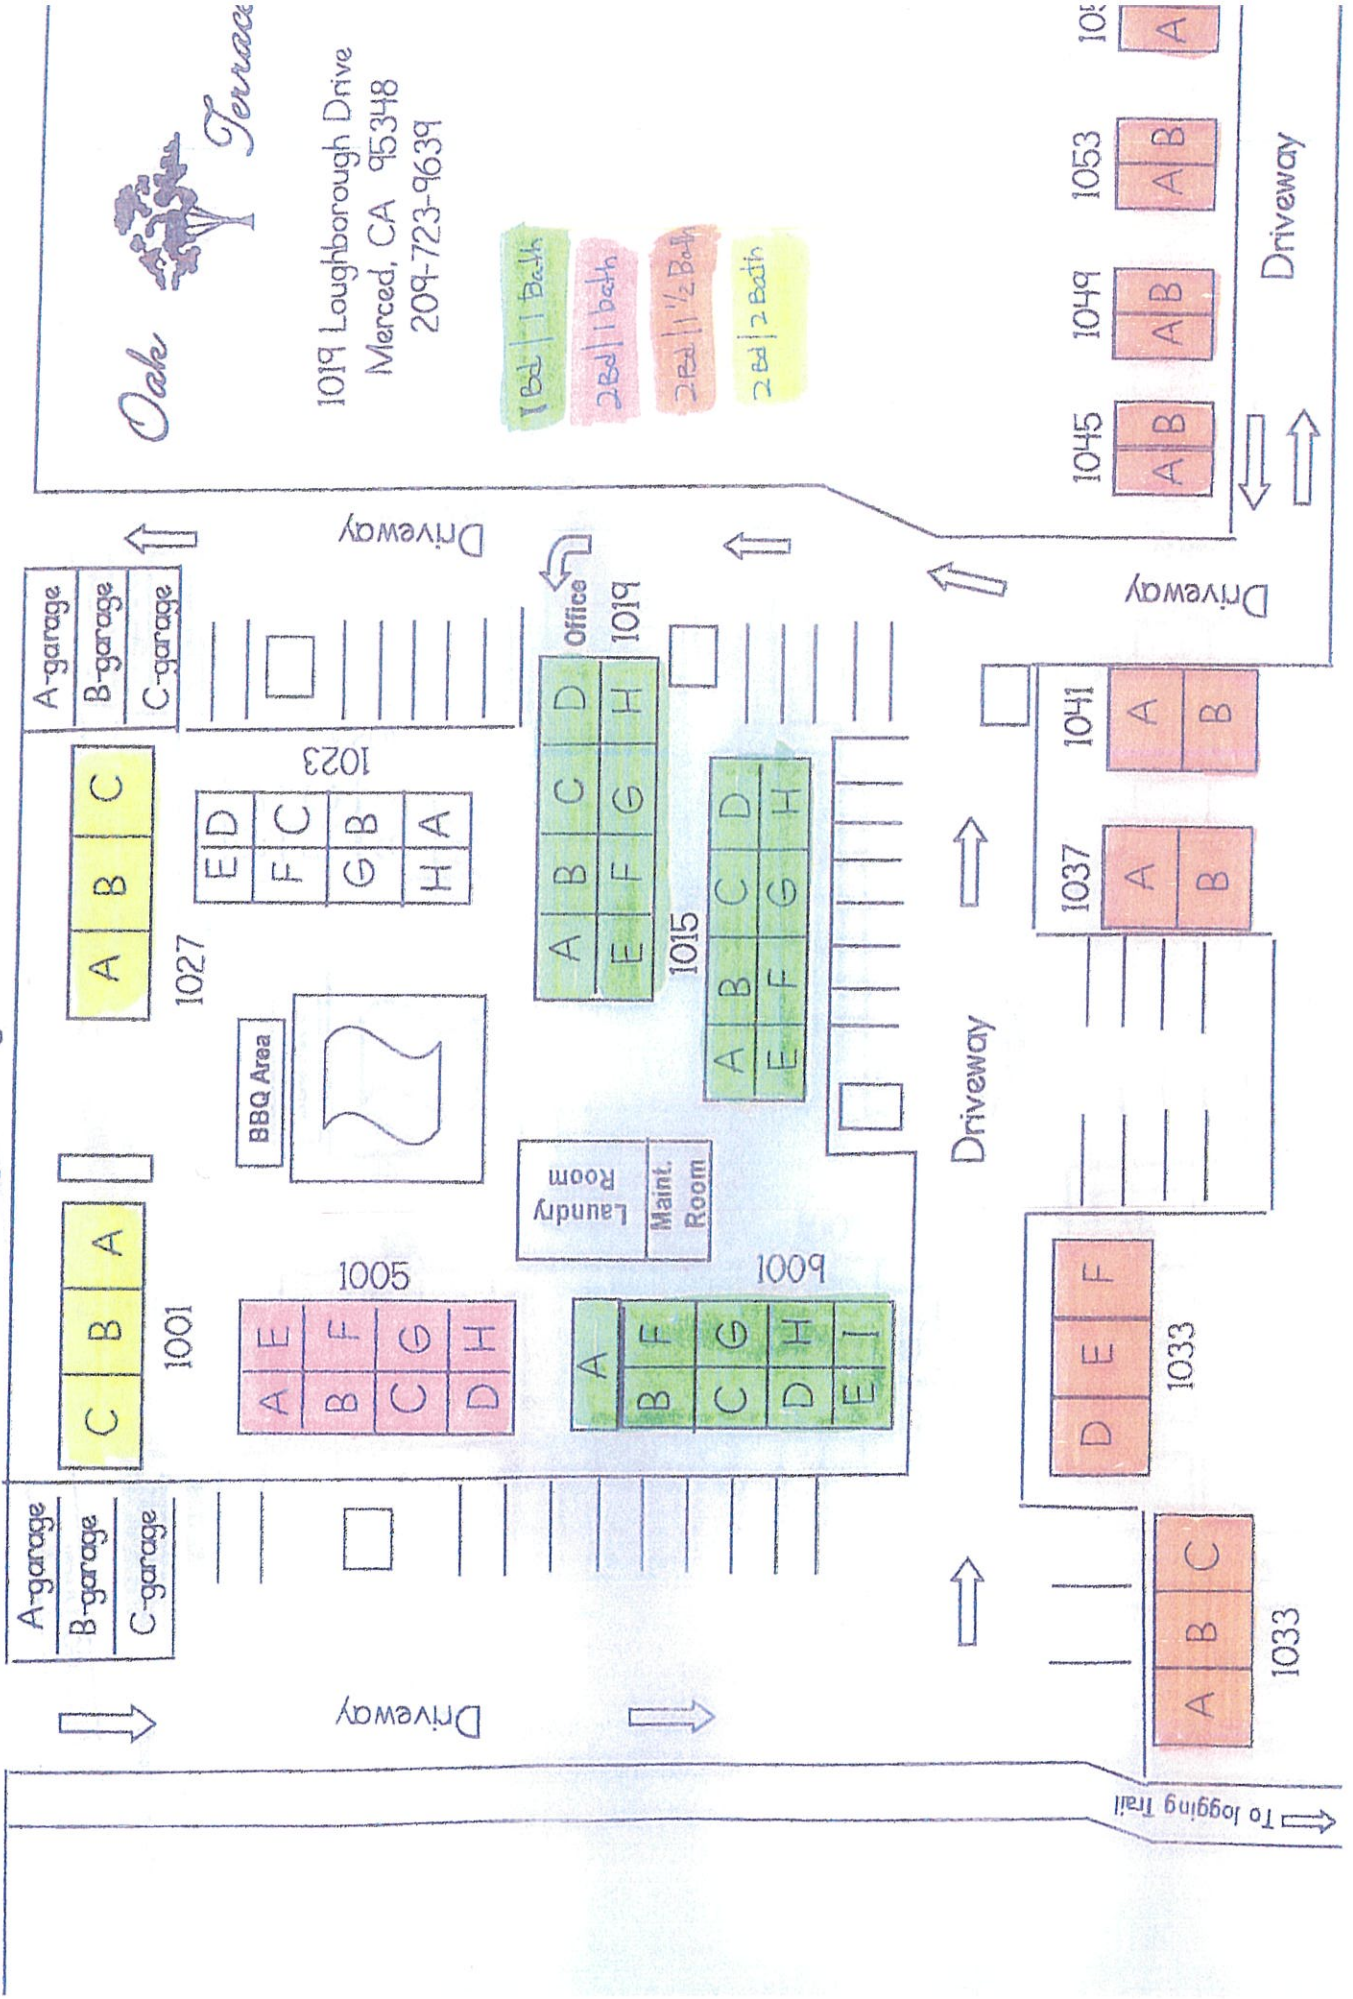 Oak Terrace
1019 Loughborough Drive
Merced, CA 95348
209-723-9639
1 Bd | 1 Bath
2 Bd | 1 bath
2 Bd | 1 1/2 Bath
2 Bd | 2 Bath
A-garage
B-garage
C-garage
C B A
1001
A B C
1027
A-garage
B-garage
C-garage
Driveway
Driveway
BBQ Area
A E
B F
C G
D H
1005
E D
F C
G B
H A
1023
Laundry
Room
Maint.
Room
A B C D
E F G H
Office
1019
1015
A B C D
E F G H
A
B F
C G
D H
E I
1009
Driveway
Driveway
D E F
1033
A B C
1033
1037
A
B
1041
A
B
1045
A B
1049
A B
1053
A B
A
Driveway
To Jogging Trail